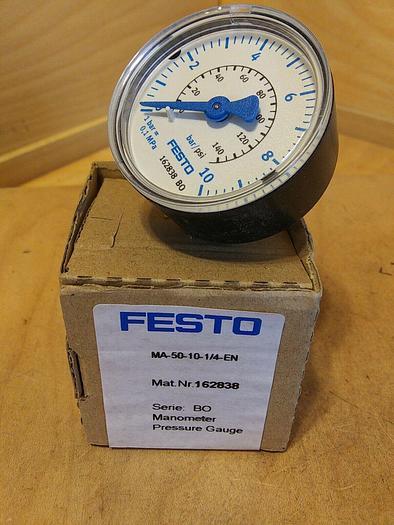 2
4
6
8
10
20
40
60
80
120
140
1 bar =
0,1 MPa
bar/psi
FESTO
162838 BO
FESTO
MA-50-10-1/4-EN
Mat.Nr.162838
Serie: BO
Manometer
Pressure Gauge